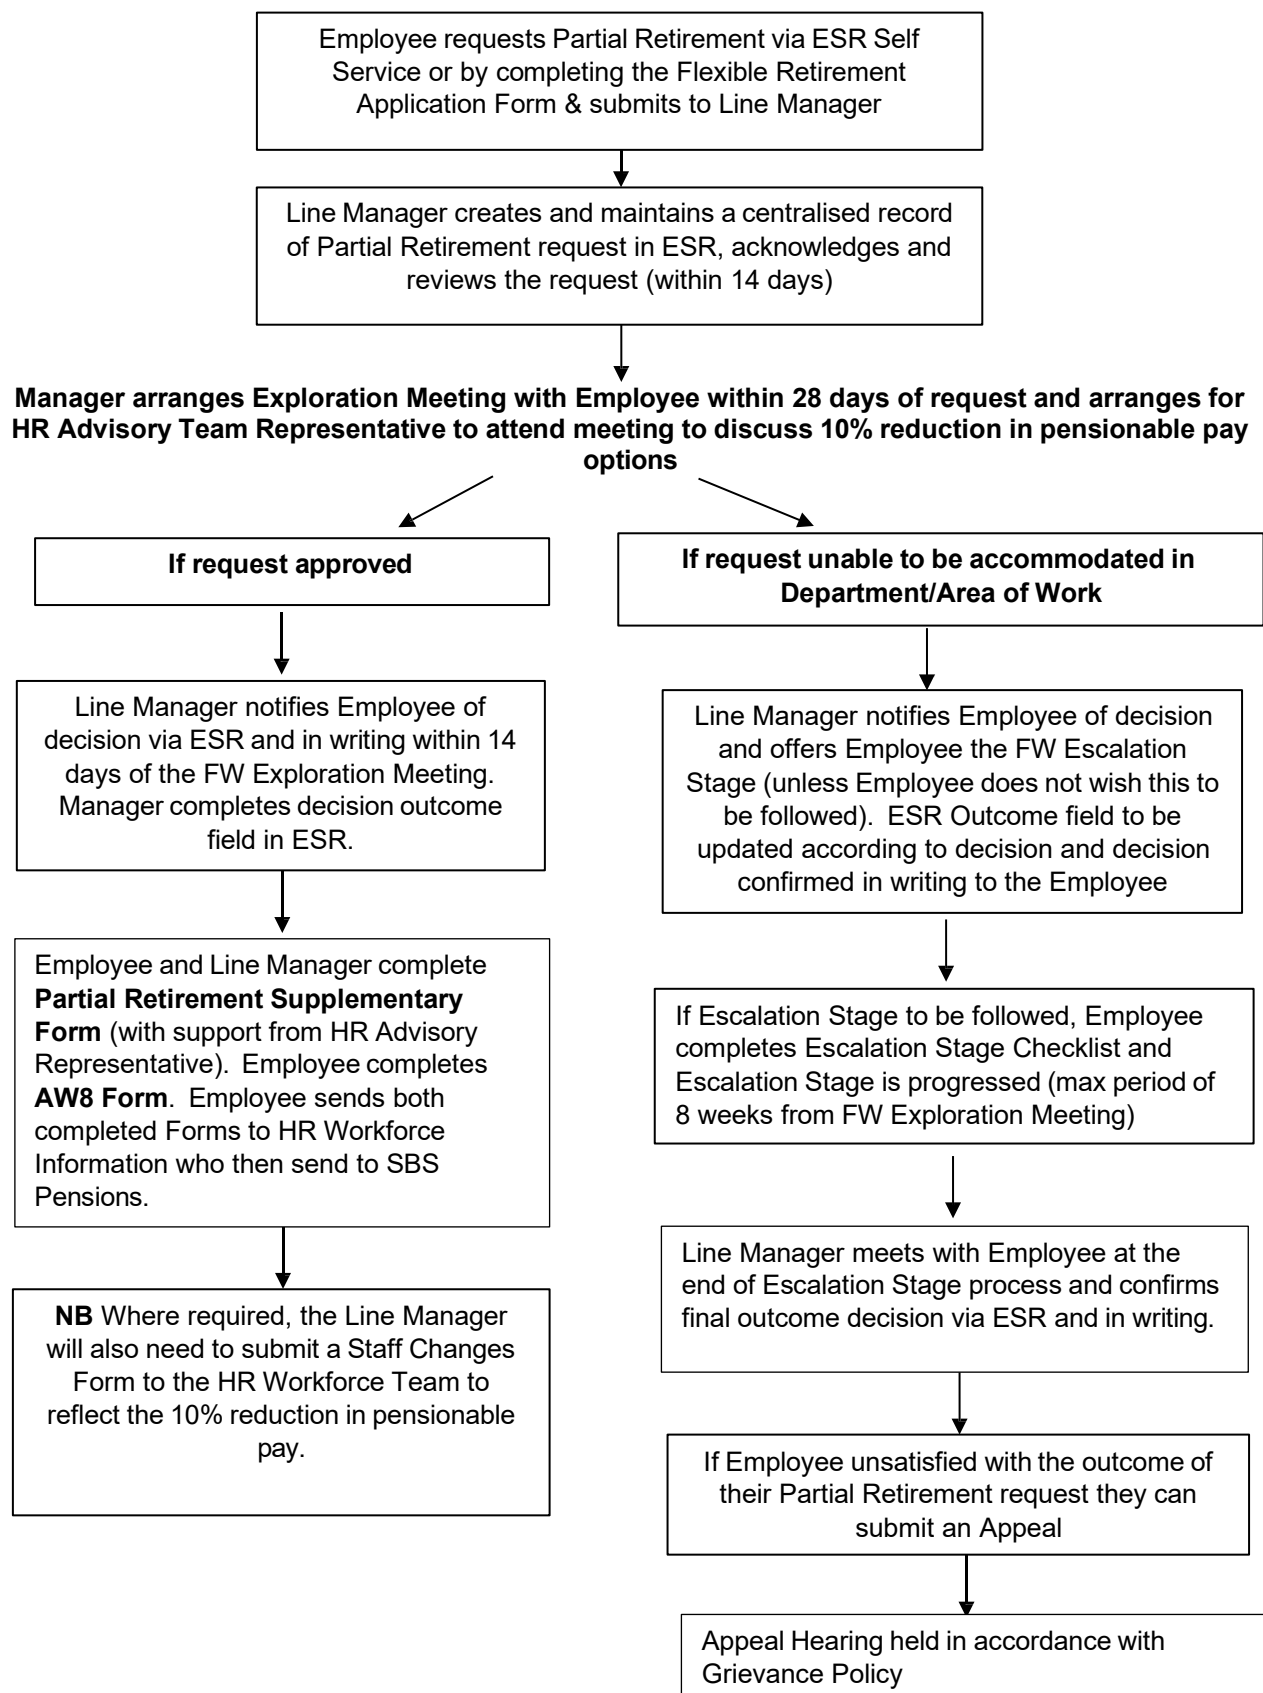 Employee requests Partial Retirement via ESR Self
Service or by completing the Flexible Retirement
Application Form & submits to Line Manager
Line Manager creates and maintains a centralised record
of Partial Retirement request in ESR, acknowledges and
reviews the request (within 14 days)
Manager arranges Exploration Meeting with Employee within 28 days of request and arranges for
HR Advisory Team Representative to attend meeting to discuss 10% reduction in pensionable pay
options
If request approved
Line Manager notifies Employee of
decision via ESR and in writing within 14
days of the FW Exploration Meeting.
Manager completes decision outcome
field in ESR.
Employee and Line Manager complete
Partial Retirement Supplementary
Form (with support from HR Advisory
Representative). Employee completes
AW8 Form. Employee sends both
completed Forms to HR Workforce
Information who then send to SBS
Pensions.
NB Where required, the Line Manager
will also need to submit a Staff Changes
Form to the HR Workforce Team to
reflect the 10% reduction in pensionable
pay.
If request unable to be accommodated in
Department/Area of Work
Line Manager notifies Employee of decision
and offers Employee the FW Escalation
Stage (unless Employee does not wish this to
be followed). ESR Outcome field to be
updated according to decision and decision
confirmed in writing to the Employee
If Escalation Stage to be followed, Employee
completes Escalation Stage Checklist and
Escalation Stage is progressed (max period of
8 weeks from FW Exploration Meeting)
Line Manager meets with Employee at the
end of Escalation Stage process and confirms
final outcome decision via ESR and in writing.
If Employee unsatisfied with the outcome of
their Partial Retirement request they can
submit an Appeal
Appeal Hearing held in accordance with
Grievance Policy